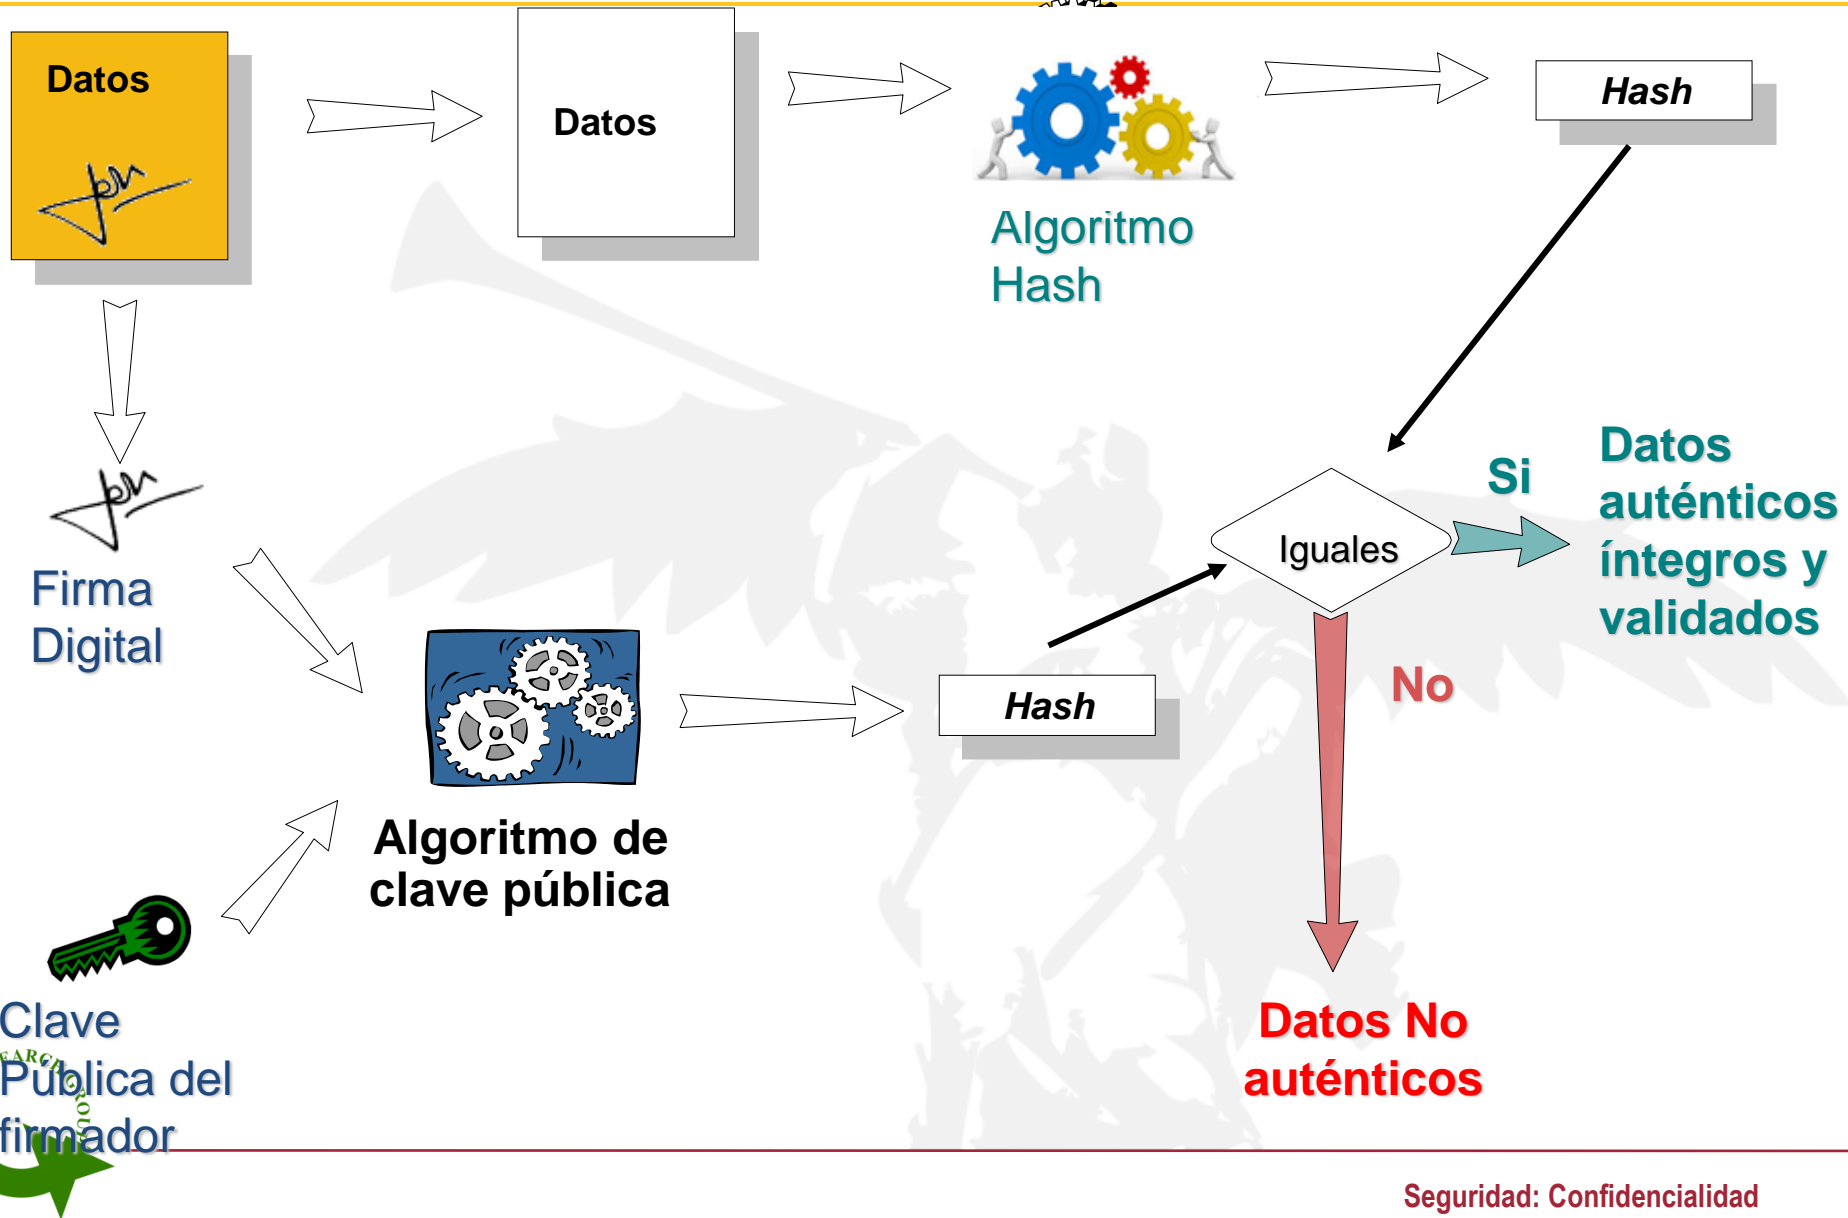 Datos
Datos
Hash
Algoritmo
Hash
Datos
auténticos
íntegros y
validados
Si
Iguales
No
Firma
Digital
Hash
Algoritmo de
clave pública
Clave
Pública del
firmador
Datos No
auténticos
Seguridad: Confidencialidad